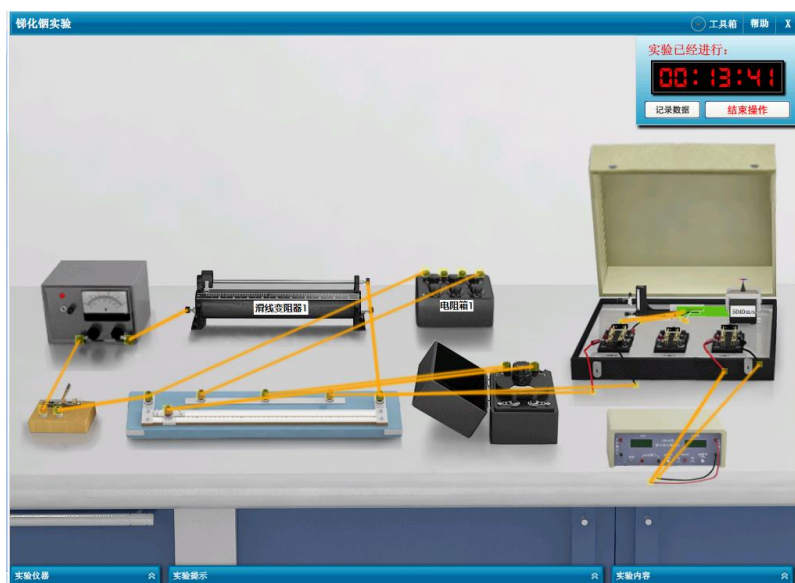 锑化铟实验
工具箱 帮助 X
实验已经进行:
00:13:41
记录数据 结束操作
滑线变阻器1
电阻箱1
实验仪器
实验提示
实验内容